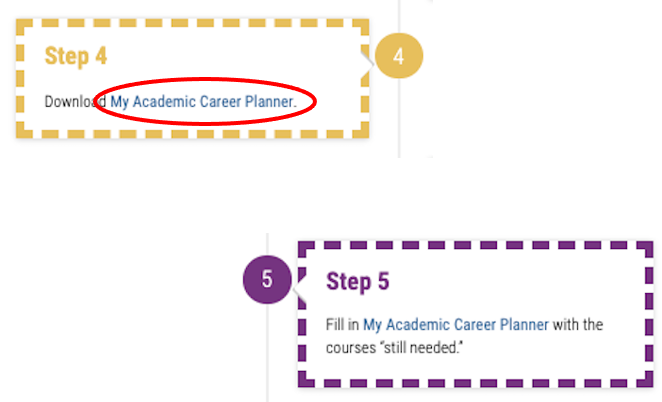 Step 4
4
Download My Academic Career Planner.
5
Step 5
Fill in My Academic Career Planner with the
courses “still needed.”